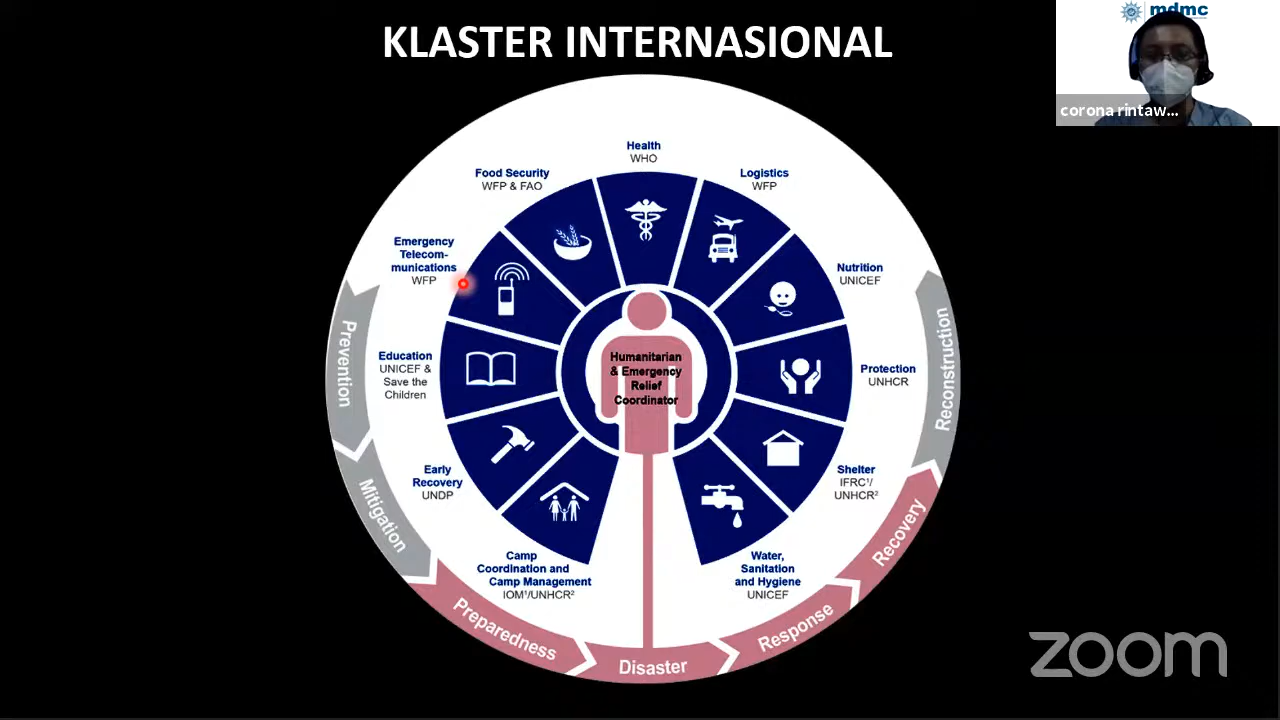 KLASTER INTERNASIONAL
mdmc
corona rintaw...
Health
WHO
Food Security
WFP & FAO
Logistics
WFP
Emergency
Telecom-
munications
WFP
Nutrition
UNICEF
Education
UNICEF &
Save the
Children
Humanitarian
& Emergency
Relief
Coordinator
Protection
UNHCR
Early
Recovery
UNDP
Shelter
IFRC¹/
UNHCR²
Camp
Coordination and
Camp Management
IOM¹/UNHCR²
Water,
Sanitation
and Hygiene
UNICEF
Prevention
Mitigation
Preparedness
Disaster
Response
Recovery
Reconstruction
zoom